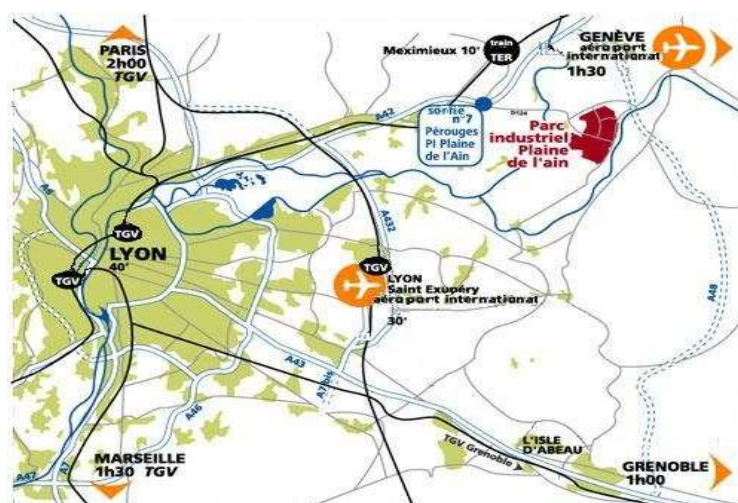 PARIS
2h00
TGV
Meximieux 10'
train
TER
GENÈVE
aéroport
international
1h30
A42
sortie
n°7
Pérouges
PI Plaine
de l'Ain
D124
Parc
industriel
Plaine
de l'ain
A6
TGV
LYON
40'
TGV
A432
TGV
LYON
Saint Exupéry
aéroport international
30'
A48
A43
A7 bis
A46
MARSEILLE
1h30 TGV
A47
A7
TGV Grenoble
L'ISLE
D'ABEAU
GRENOBLE
1h00